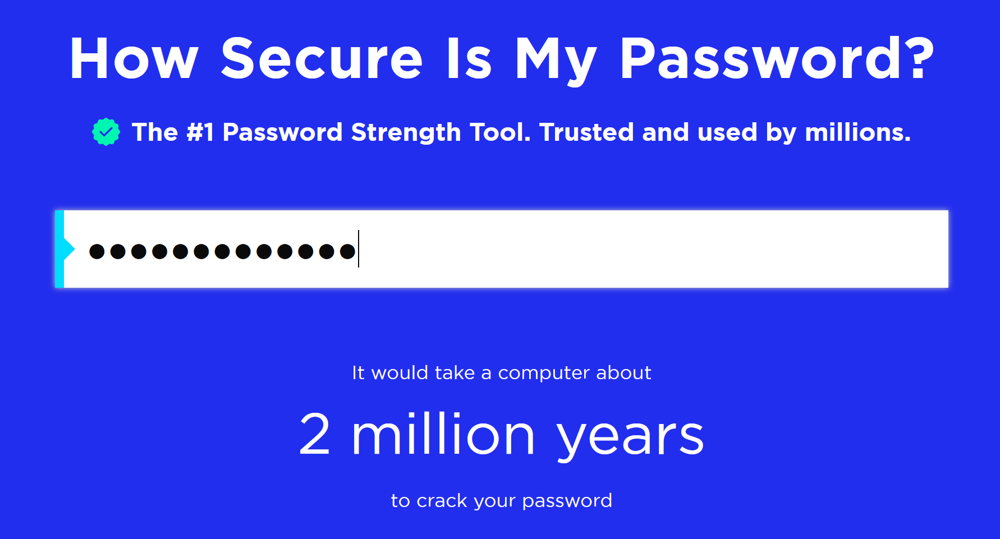 How Secure Is My Password?
The #1 Password Strength Tool. Trusted and used by millions.
●●●●●●●●●●●●●
It would take a computer about
2 million years
to crack your password